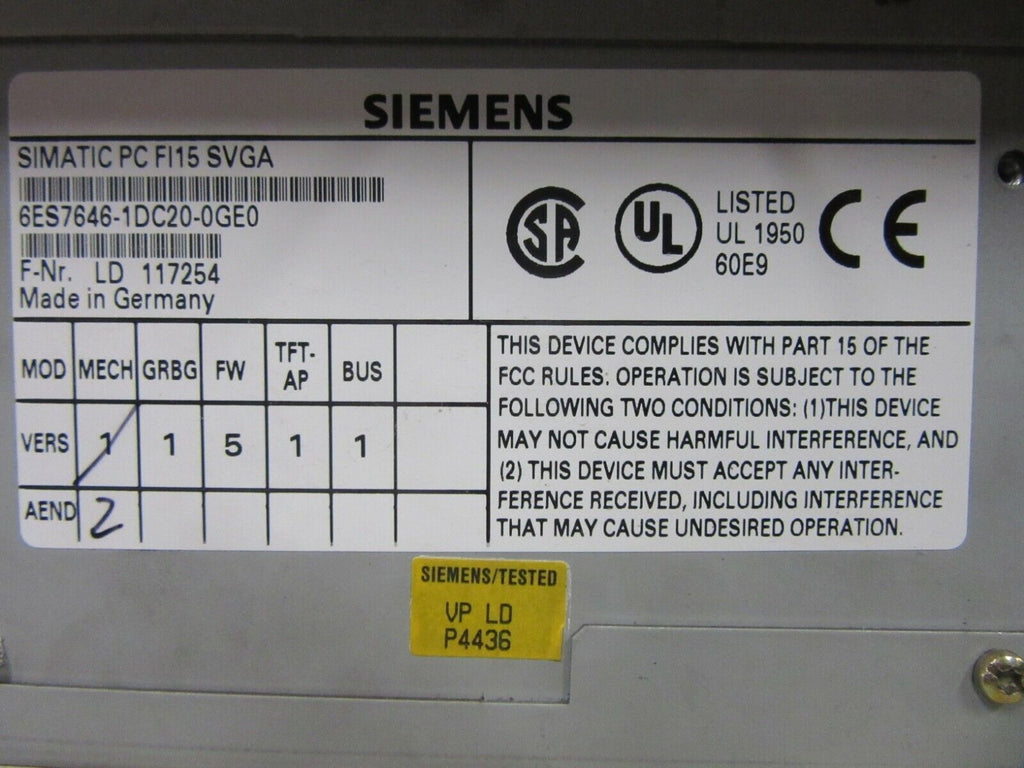 SIEMENS
SIMATIC PC FI15 SVGA
6ES7646-1DC20-0GE0
F-Nr. LD 117254
Made in Germany
SA
UL
LISTED
UL 1950
60E9
CE
MOD MECH GRBG FW TFT-AP BUS
VERS 1 1 5 1 1
AEND 2
THIS DEVICE COMPLIES WITH PART 15 OF THE
FCC RULES. OPERATION IS SUBJECT TO THE
FOLLOWING TWO CONDITIONS: (1)THIS DEVICE
MAY NOT CAUSE HARMFUL INTERFERENCE, AND
(2) THIS DEVICE MUST ACCEPT ANY INTER-
FERENCE RECEIVED, INCLUDING INTERFERENCE
THAT MAY CAUSE UNDESIRED OPERATION.
SIEMENS/TESTED
VP LD
P4436